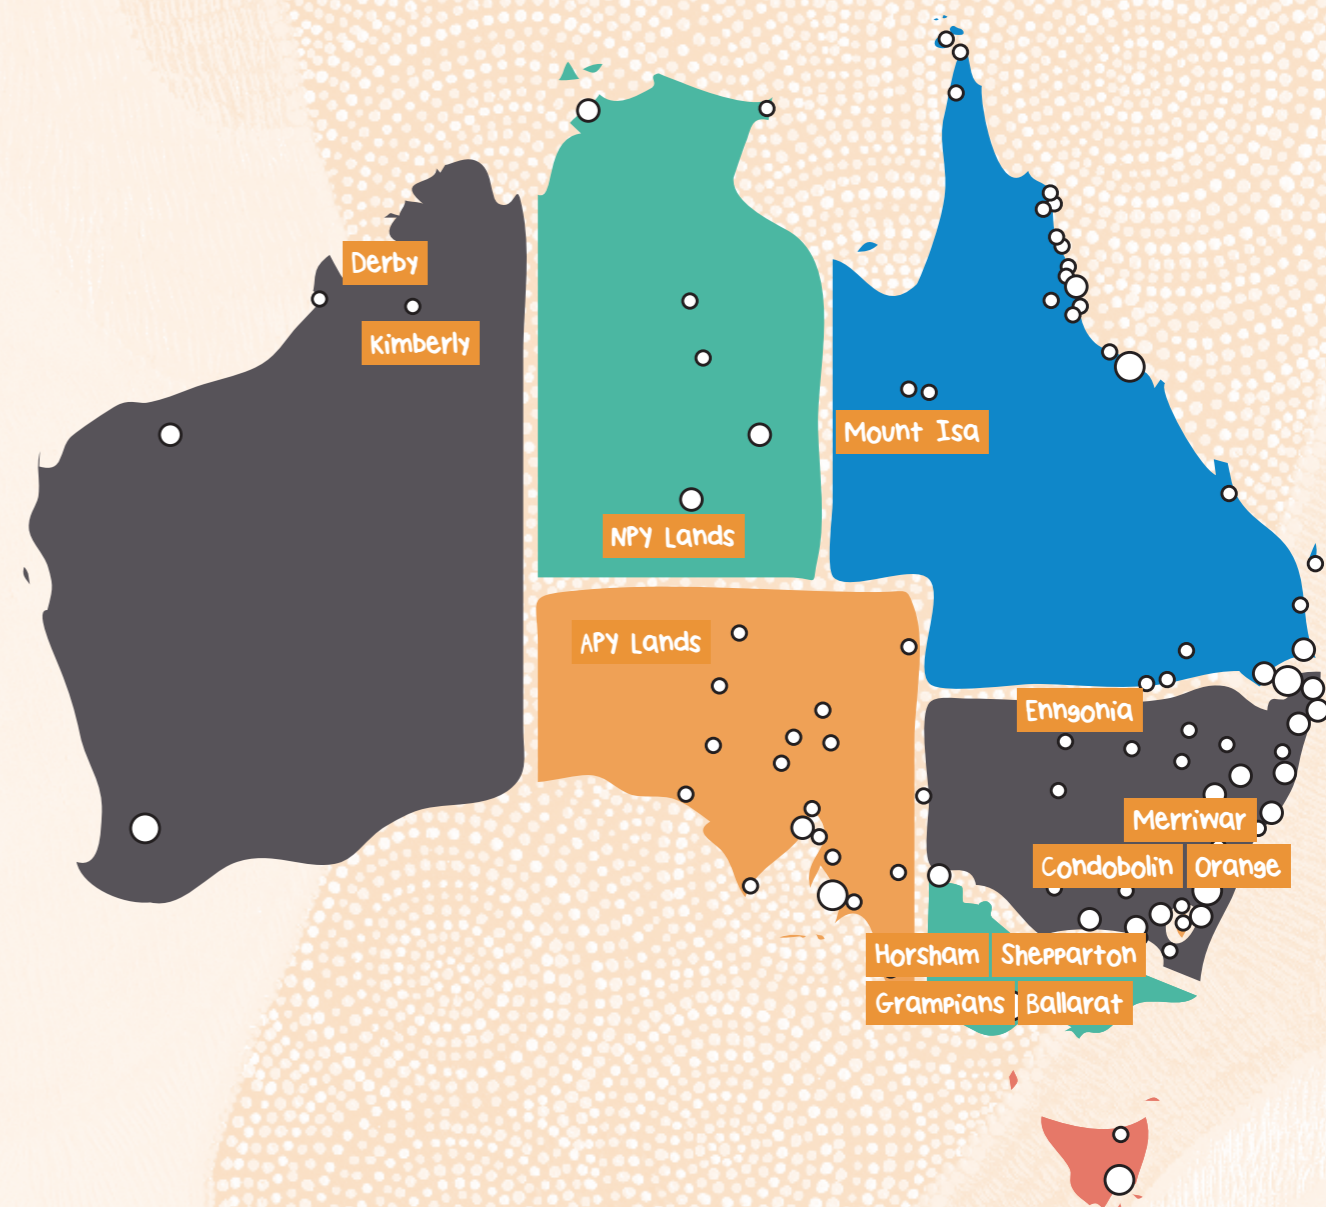 Derby
Kimberly
Mount Isa
NPY Lands
APY Lands
Enngonia
Merriwar
Condobolin Orange
Horsham Shepparton
Grampians Ballarat